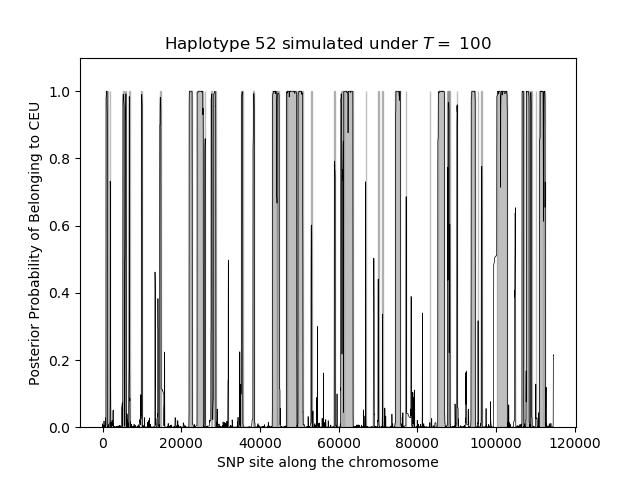 Haplotype 52 simulated under T = 100
Posterior Probability of Belonging to CEU
1.0
0.8
0.6
0.4
0.2
0.0
0 20000 40000 60000 80000 100000 120000
SNP site along the chromosome